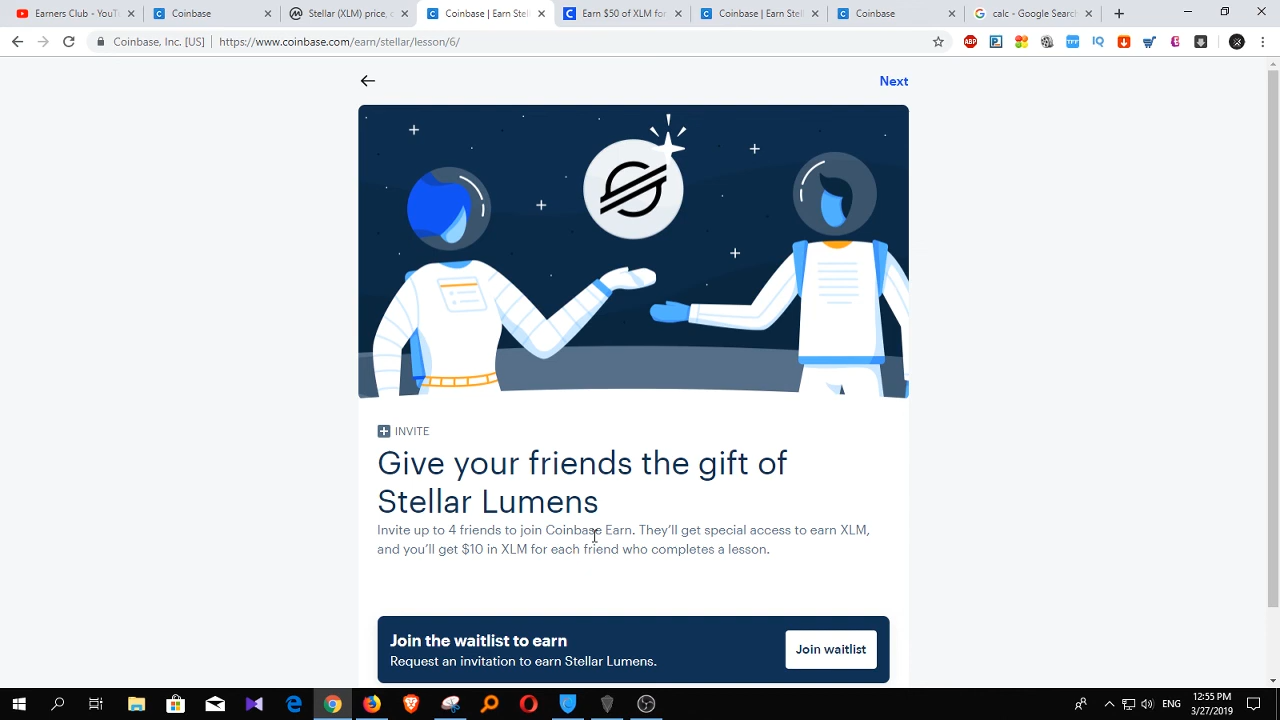 Earners Club - YouT
Coinbase
Stellar (XLM) price, c
Coinbase | Earn Stel
Earn $50 of XLM for
Coinbase | Earn Stell
Coinbase
calc - Google Search
Coinbase, Inc. [US]
https://www.coinbase.com/earn/stellar/lesson/6/
ABP
IQ
Next
INVITE
Give your friends the gift of
Stellar Lumens
Invite up to 4 friends to join Coinbase Earn. They'll get special access to earn XLM,
and you'll get $10 in XLM for each friend who completes a lesson.
Join the waitlist to earn
Request an invitation to earn Stellar Lumens.
Join waitlist
ENG
12:55 PM
3/27/2019